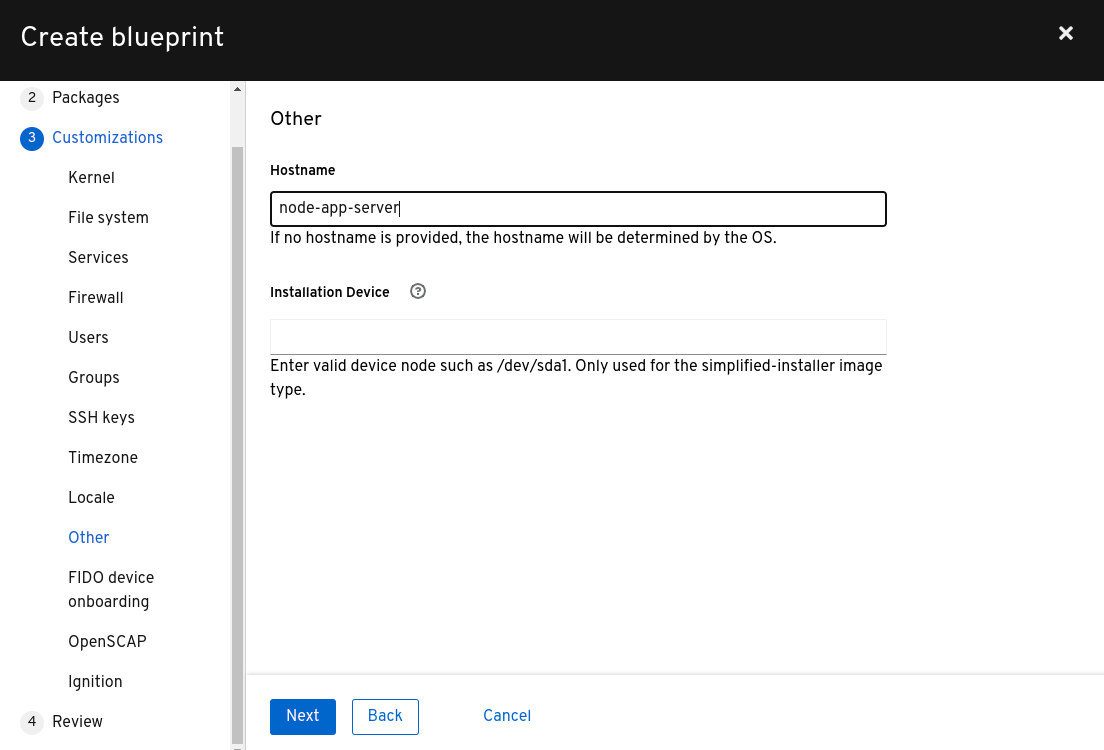 Create blueprint
2 Packages
3 Customizations
Kernel
File system
Services
Firewall
Users
Groups
SSH keys
Timezone
Locale
Other
FIDO device
onboarding
OpenSCAP
Ignition
4 Review
Other
Hostname
node-app-server
If no hostname is provided, the hostname will be determined by the OS.
Installation Device
Enter valid device node such as /dev/sda1. Only used for the simplified-installer image
type.
Next Back Cancel